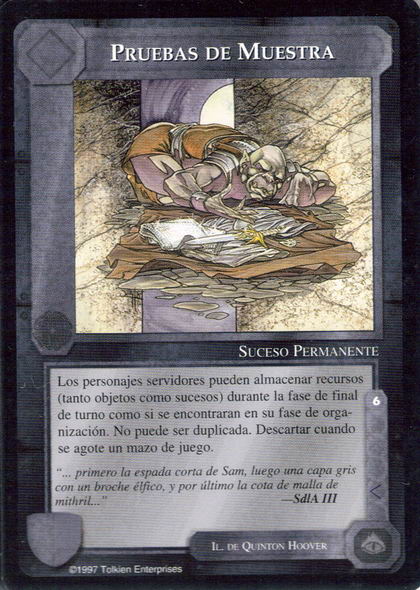 PRUEBAS DE MUESTRA
SUCESO PERMANENTE
Los personajes servidores pueden almacenar recursos
(tanto objetos como sucesos) durante la fase de final
de turno como si se encontraran en su fase de orga-
nización. No puede ser duplicada. Descartar cuando
se agote un mazo de juego.
6
“... primero la espada corta de Sam, luego una capa gris
con un broche élfico, y por último la cota de malla de
mithril...” —SdlA III
IL. DE QUINTON HOOVER
©1997 Tolkien Enterprises